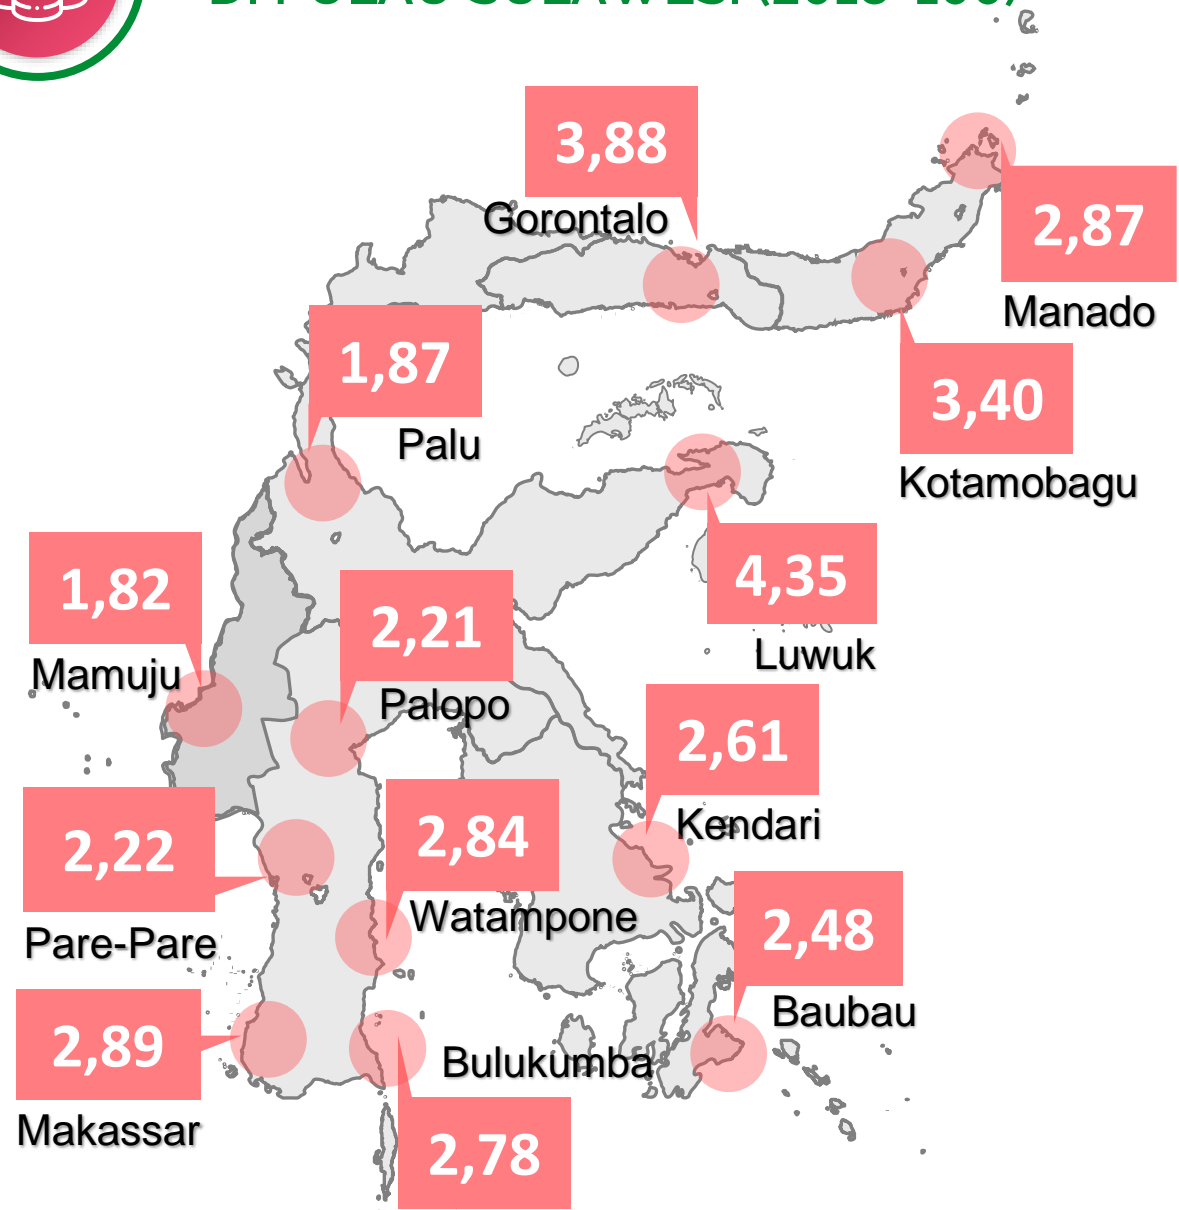 3,88
Gorontalo
2,87
Manado
3,40
Kotamobagu
1,87
Palu
4,35
Luwuk
1,82
Mamuju
2,21
Palopo
2,61
Kendari
2,22
Pare-Pare
2,84
Watampone
2,48
Baubau
2,89
Makassar
Bulukumba
2,78